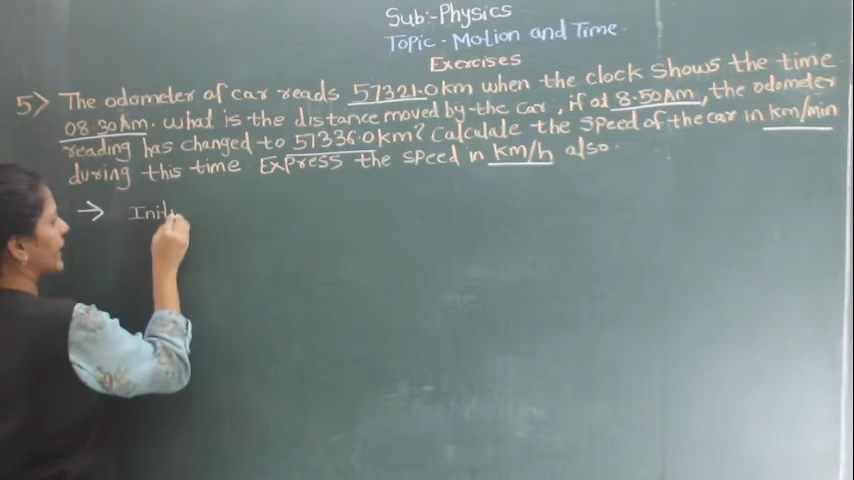 Sub:-Physics
Topic - Motion and Time.
Exercises
5> The odometer of car reads 57321.0km when the clock shows the time
08.30Am. what is the distance moved by the car, if at 8.50Am, the odometer
reading has changed to 57336.0km? Calculate the speed of the car in km/min
during this time Express the speed in km/h also.
→ Initi